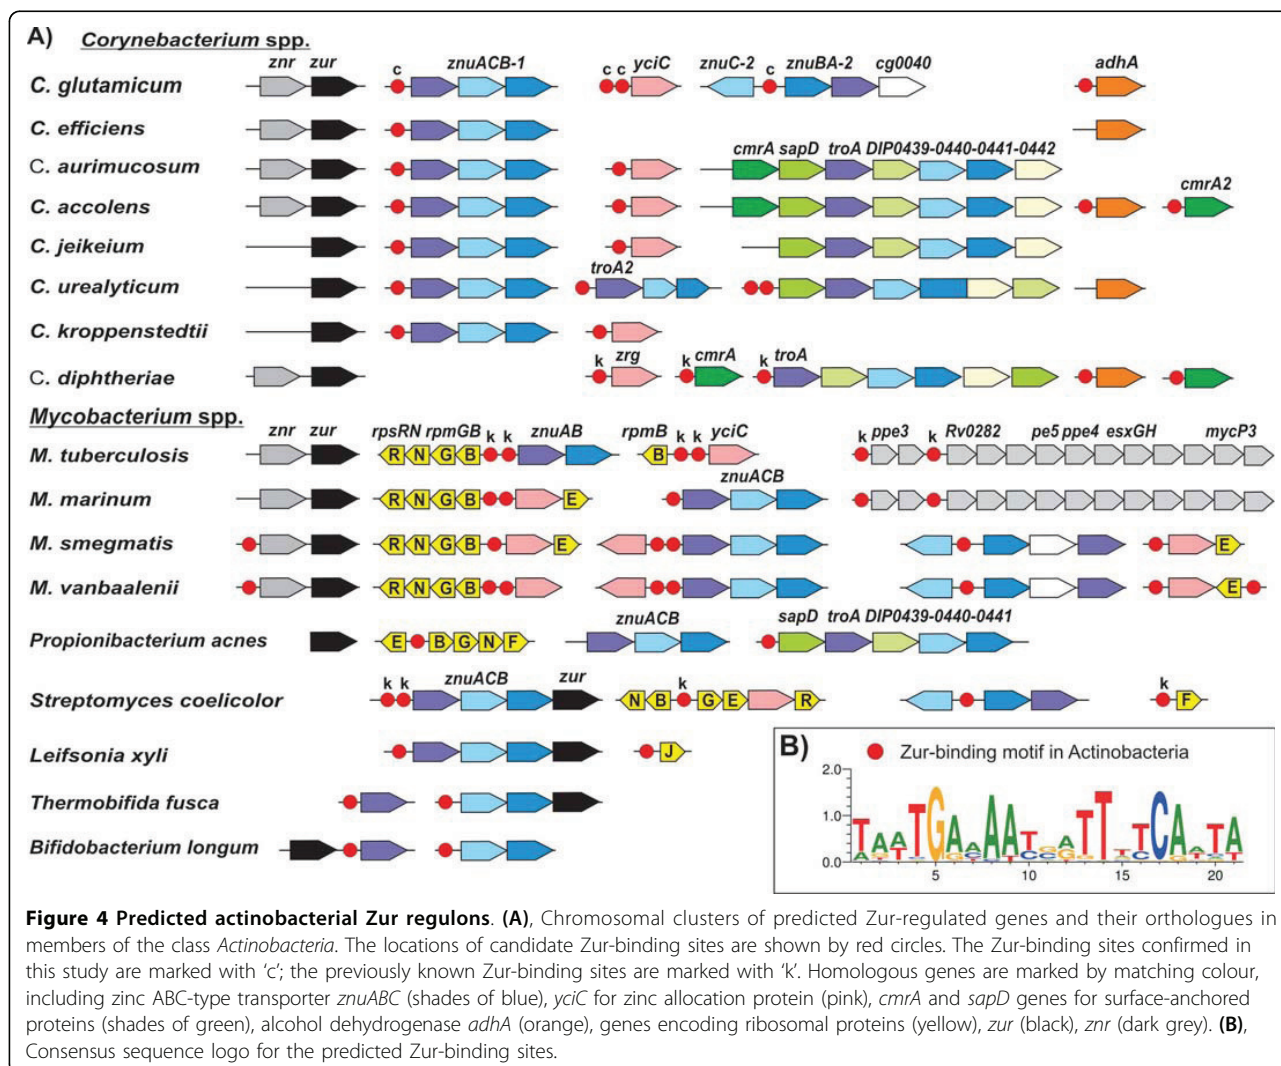 A) Corynebacterium spp.
znr zur znuACB-1 yciC znuC-2 znuBA-2 cg0040 adhA
c c c c
C. glutamicum
C. efficiens
cmrA sapD troA DIP0439-0440-0441-0442
C. aurimucosum
cmrA2
C. accolens
C. jeikeium
troA2
C. urealyticum
C. kroppenstedtii
k zrg k cmrA k troA
C. diphtheriae
Mycobacterium spp.
znr zur rpsRN rpmGB k k znuAB rpmB k k yciC k ppe3 k Rv0282 pe5 ppe4 esxGH mycP3
M. tuberculosis R N G B B
znuACB
M. marinum R N G B E
M. smegmatis R N G B E E
M. vanbaalenii R N G B E
znuACB sapD troA DIP0439-0440-0441
Propionibacterium acnes E B G N F
k k znuACB zur k k
Streptomyces coelicolor N B G E R F
Leifsonia xyli J
Thermobifida fusca
Bifidobacterium longum
B) Zur-binding motif in Actinobacteria
2.0
1.0
0.0
5 10 15 20
Figure 4 Predicted actinobacterial Zur regulons. (A), Chromosomal clusters of predicted Zur-regulated genes and their orthologues in
members of the class Actinobacteria. The locations of candidate Zur-binding sites are shown by red circles. The Zur-binding sites confirmed in
this study are marked with 'c'; the previously known Zur-binding sites are marked with 'k'. Homologous genes are marked by matching colour,
including zinc ABC-type transporter znuABC (shades of blue), yciC for zinc allocation protein (pink), cmrA and sapD genes for surface-anchored
proteins (shades of green), alcohol dehydrogenase adhA (orange), genes encoding ribosomal proteins (yellow), zur (black), znr (dark grey). (B),
Consensus sequence logo for the predicted Zur-binding sites.